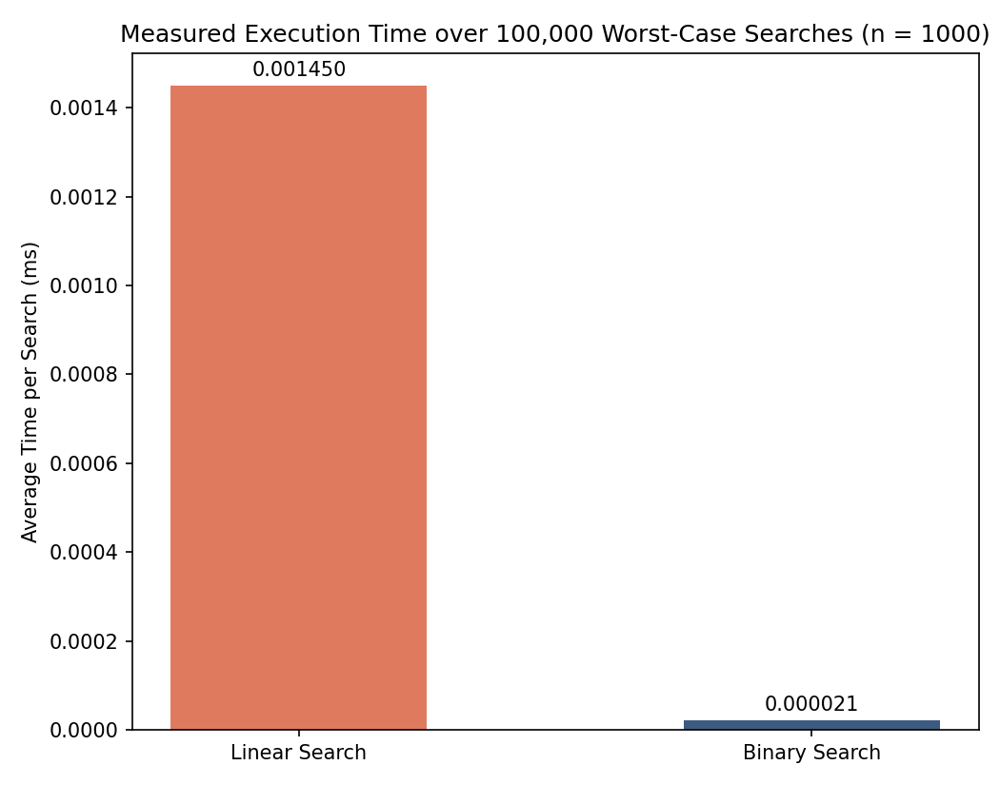 Measured Execution Time over 100,000 Worst-Case Searches (n = 1000)
0.001450
0.0014
0.0012
0.0010
0.0008
0.0006
0.0004
0.0002
0.0000
Average Time per Search (ms)
0.000021
Linear Search
Binary Search